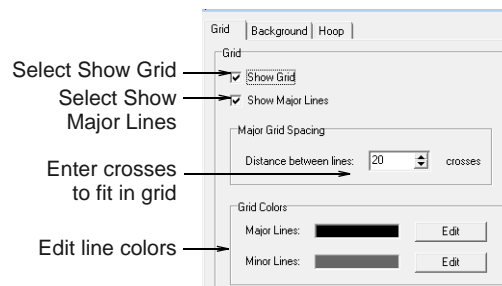 Grid Background Hoop
Grid
Select Show Grid
Show Grid
Select Show
Major Lines
Show Major Lines
Major Grid Spacing
Distance between lines: 20 crosses
Enter crosses
to fit in grid
Grid Colors
Major Lines: Edit
Edit line colors
Minor Lines: Edit